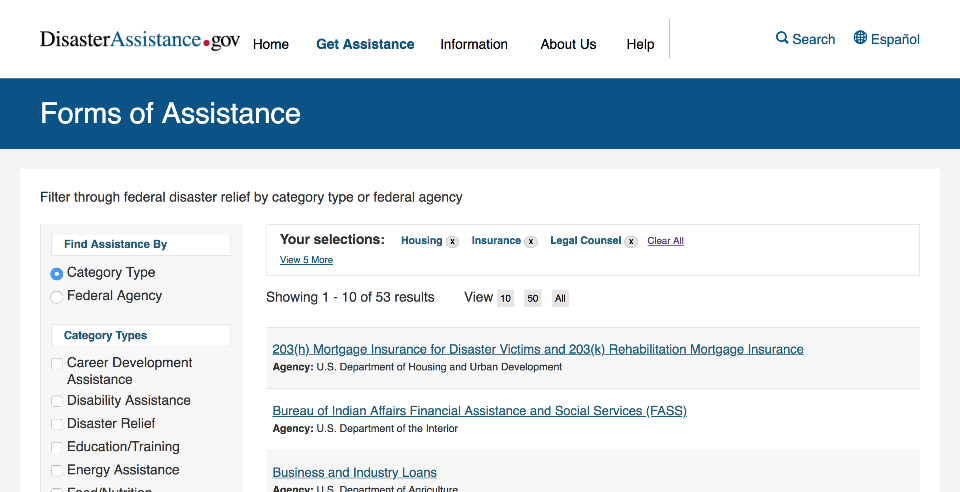 DisasterAssistance.gov Home Get Assistance Information About Us Help Search Español
Forms of Assistance
Filter through federal disaster relief by category type or federal agency
Find Assistance By
Category Type
Federal Agency
Category Types
Career Development
Assistance
Disability Assistance
Disaster Relief
Education/Training
Energy Assistance
Food/Nutrition
Your selections: Housing x Insurance x Legal Counsel x Clear All
View 5 More
Showing 1 - 10 of 53 results View 10 50 All
203(h) Mortgage Insurance for Disaster Victims and 203(k) Rehabilitation Mortgage Insurance
Agency: U.S. Department of Housing and Urban Development
Bureau of Indian Affairs Financial Assistance and Social Services (FASS)
Agency: U.S. Department of the Interior
Business and Industry Loans
Agency: U.S. Department of Agriculture